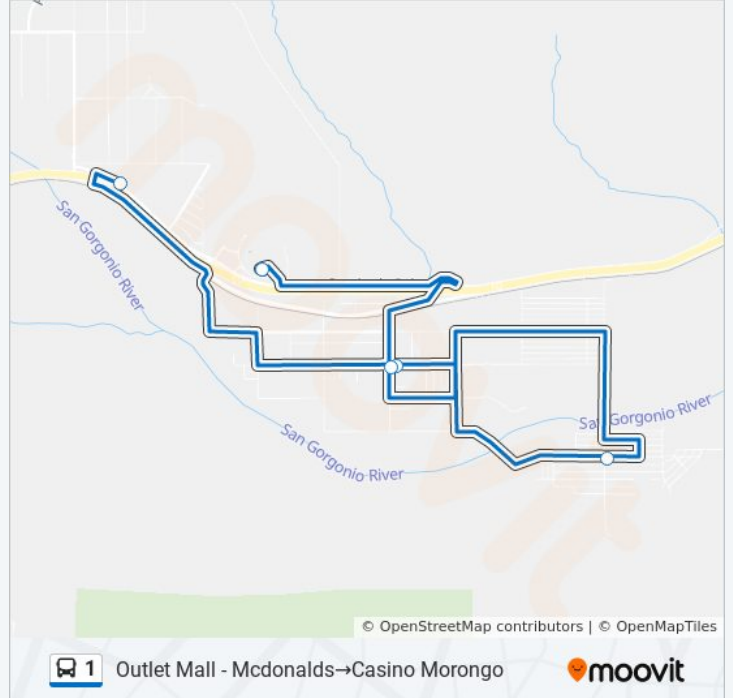 San Gorgonio River
San Gorgonio River
San Gorgonio River
moovit
© OpenStreetMap contributors | © OpenMapTiles
1 Outlet Mall - Mcdonalds→Casino Morongo
moovit